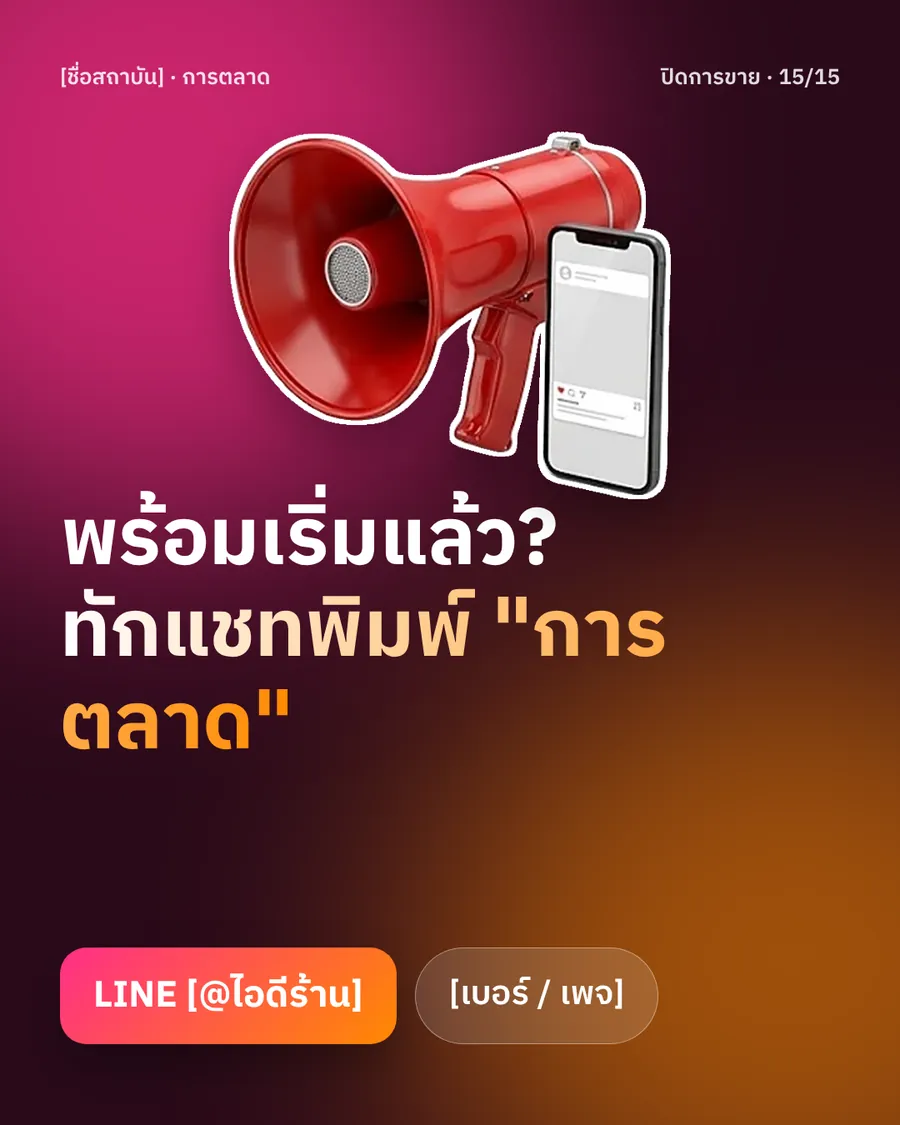 [ชื่อสถาบัน] · การตลาด
ปิดการขาย · 15/15
พร้อมเริ่มแล้ว?
ทักแชทพิมพ์ "การ
ตลาด"
LINE [@ไอดีร้าน]
[เบอร์ / เพจ]